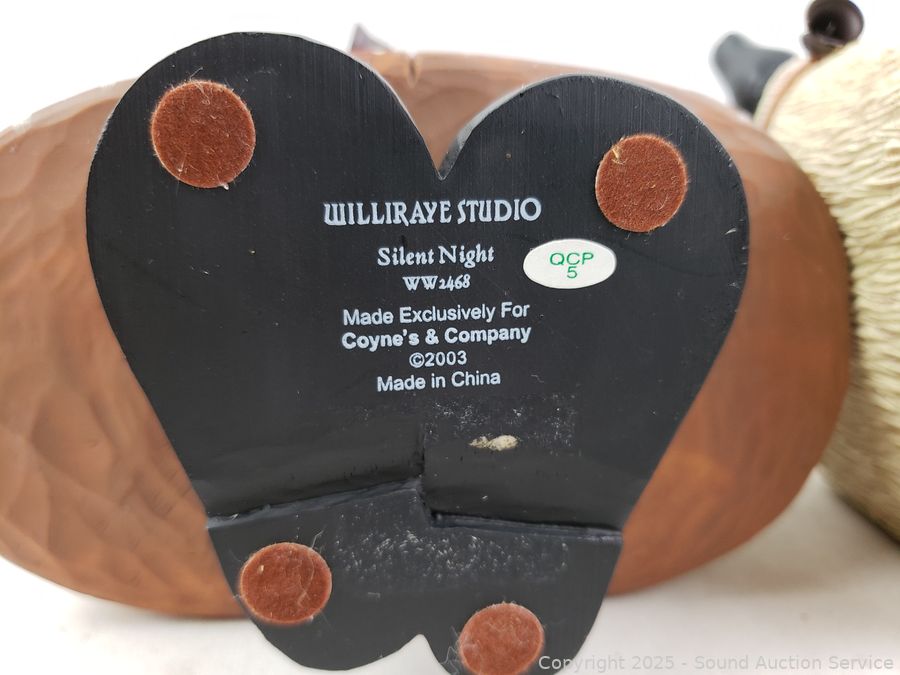 WILLIRAYE STUDIO
Silent Night
WW2468
QCP
5
Made Exclusively For
Coyne's & Company
©2003
Made in China
Copyright 2025 - Sound Auction Service